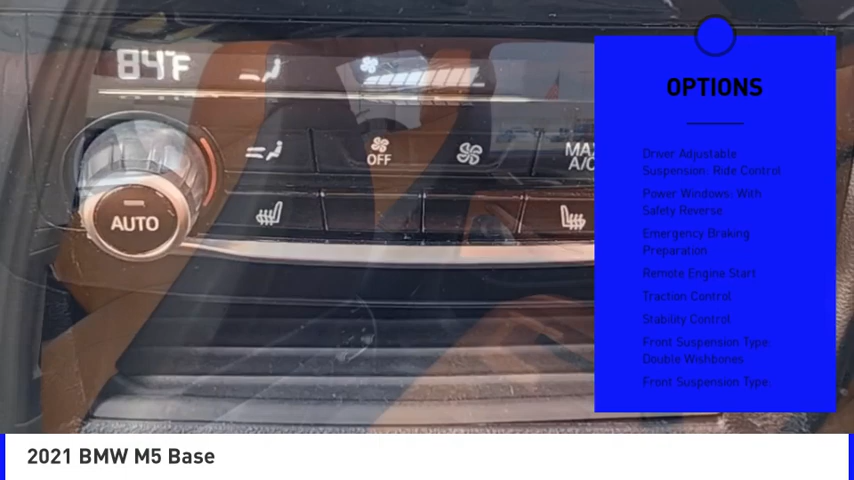 84°F
OFF
MAX
A/C
AUTO
OPTIONS
Driver Adjustable
Suspension: Ride Control
Power Windows: With
Safety Reverse
Emergency Braking
Preparation
Remote Engine Start
Traction Control
Stability Control
Front Suspension Type:
Double Wishbones
Front Suspension Type:
2021 BMW M5 Base